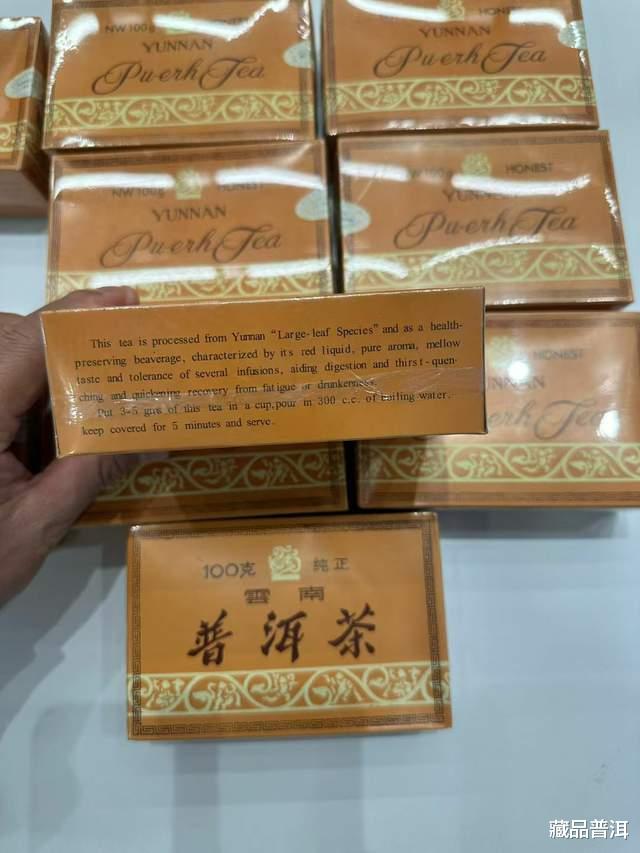 NW 100g HONEST
YUNNAN
Pu-erh Tea
HONEST
YUNNAN
Pu-erh Tea
NW 100g HONEST
YUNNAN
Pu-erh Tea
NW 100g HONEST
YUNNAN
Pu-erh Tea
HONEST
This tea is processed from Yunnan "Large-leaf Species" and as a health-
preserving beaverage, characterized by its red liquid, pure aroma, mellow
taste and tolerance of several infusions, aiding digestion and thirst-quen-
ching and quickening recovery from fatigue or drunkerness.
Put 3-5 gms of this tea in a cup,pour in 300 c.c. of boiling water.
keep covered for 5 minutes and serve.
Pu-erh Tea
100克 纯正
雲南
普洱茶
藏品普洱